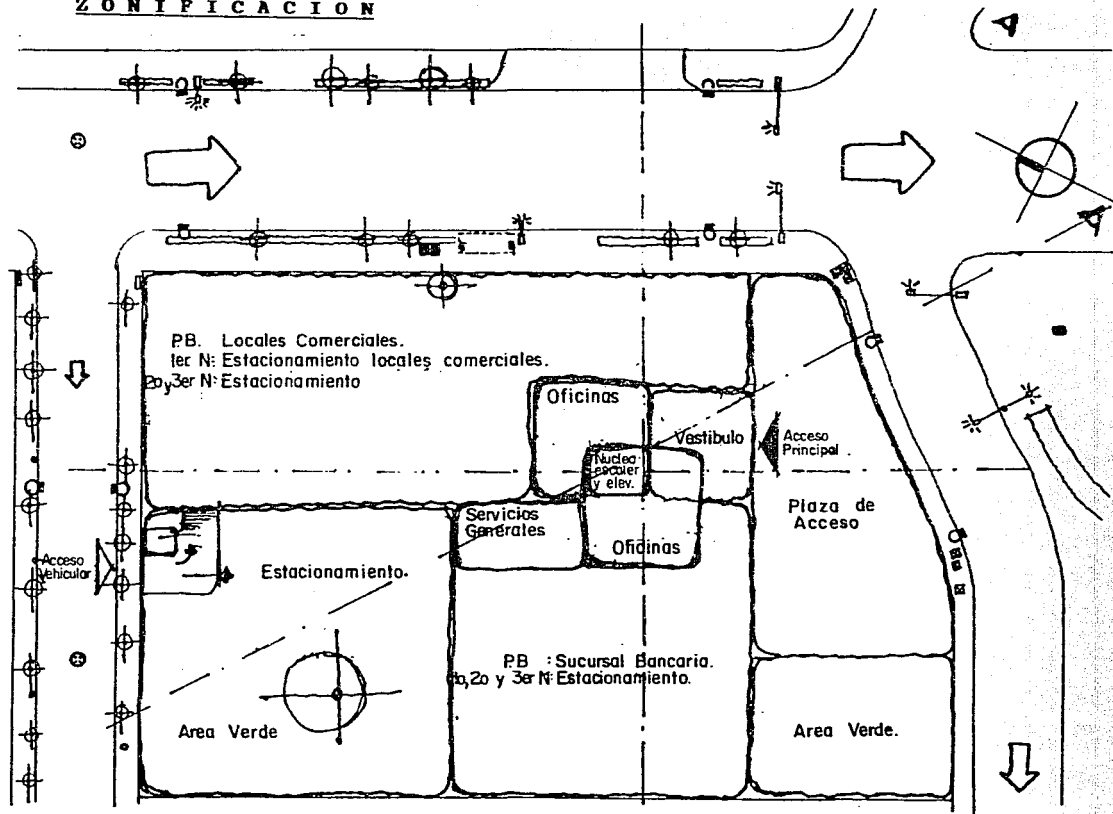 ZONIFICACION
P.B. Locales Comerciales.
1er N: Estacionamiento locales comerciales.
2o y 3er N: Estacionamiento
Oficinas
Vestibulo
Acceso
Principal.
Nucleo
escaler
y elev.
Servicios
Generales
Oficinas
Plaza de
Acceso
Acceso
Vehicular
Estacionamiento.
P.B : Sucursal Bancaria.
1o, 2o y 3er N: Estacionamiento.
Area Verde
Area Verde.